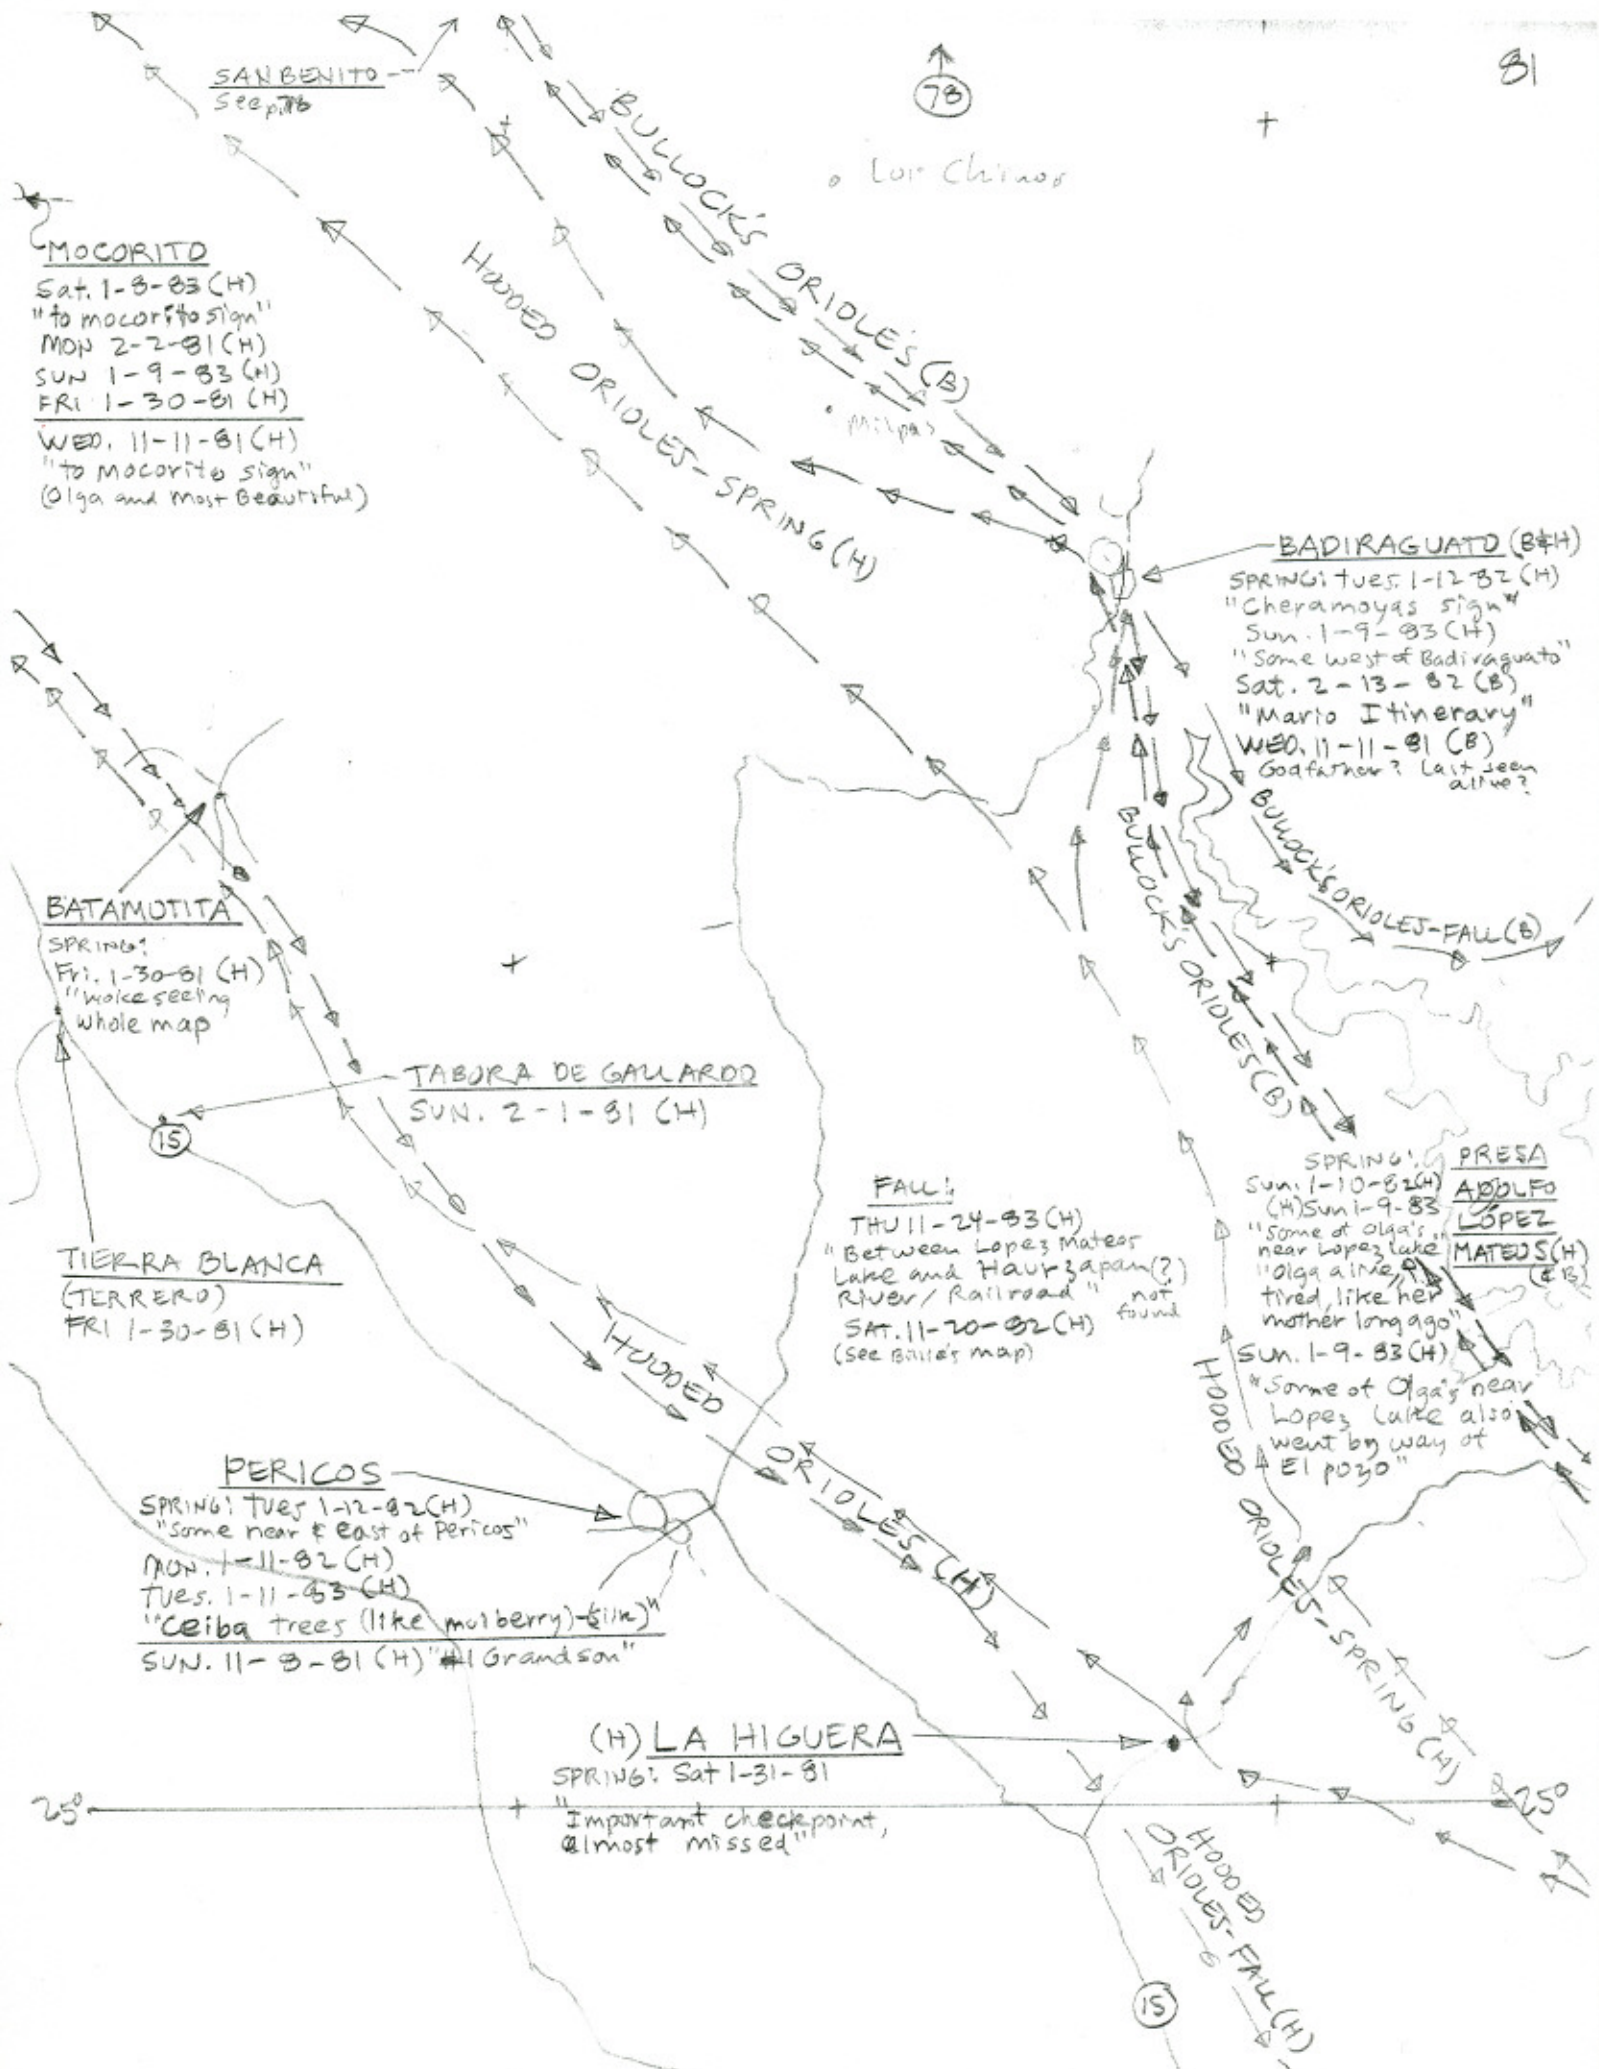 81
78
SAN BENITO
See p. 78
MOCORITO
Sat. 1-8-83 (H)
"to mocorito sign"
MON 2-2-81 (H)
SUN 1-9-83 (H)
FRI 1-30-81 (H)
WED. 11-11-81 (H)
"to mocorito sign"
(Olga and Most Beautiful)
BULLOCK'S ORIOLE'S (B)
HOODED ORIOLES-SPRING (H)
Milpas
BADIRAGUATO (B&H)
SPRING: tues. 1-12-82 (H)
"Cheramoyas sign"
Sun. 1-9-83 (H)
"Some west of Badiraguato"
Sat. 2-13-82 (B)
"Mario Itinerary"
WED. 11-11-81 (B)
Godfather? Last seen
alive?
BULLOCK'S ORIOLES-FALL (B)
BULLOCK'S ORIOLES (B)
BATAMOTITA
SPRING:
Fri. 1-30-81 (H)
"woke seeing
whole map"
TABURA DE GALLARDO
SUN. 2-1-81 (H)
15
TIERRA BLANCA
(TERRERO)
FRI 1-30-81 (H)
FALL:
THU 11-24-83 (H)
"Between Lopez Mateos
Lake and (?)
River/Railroad" not
found
SAT. 11-20-82 (H)
(See map)
SPRING:
Sun. 1-10-82 (H)
(H) Sun 1-9-83
"Some of Olga's
near Lopez Lake"
"Olga alive,
tired, like her
mother long ago"
Sun. 1-9-83 (H)
"Some of Olga's near
Lopez Lake also
went by way of
El pozo"
PRESA
ADOLFO
LÓPEZ
MATEOS (H)
(& B)
HOODED ORIOLES (H)
HOODED ORIOLES-SPRING (H)
PERICOS
SPRING: tues 1-12-82 (H)
"Some near & east of Pericos"
MON. 1-11-82 (H)
Tues. 1-11-83 (H)
"Ceiba trees (like mulberry)-silk)"
SUN. 11-8-81 (H) "#1 Grandson"
(H) LA HIGUERA
SPRING: Sat 1-31-81
"Important checkpoint,
almost missed"
25°
25°
HOODED
ORIOLES-FALL (H)
15